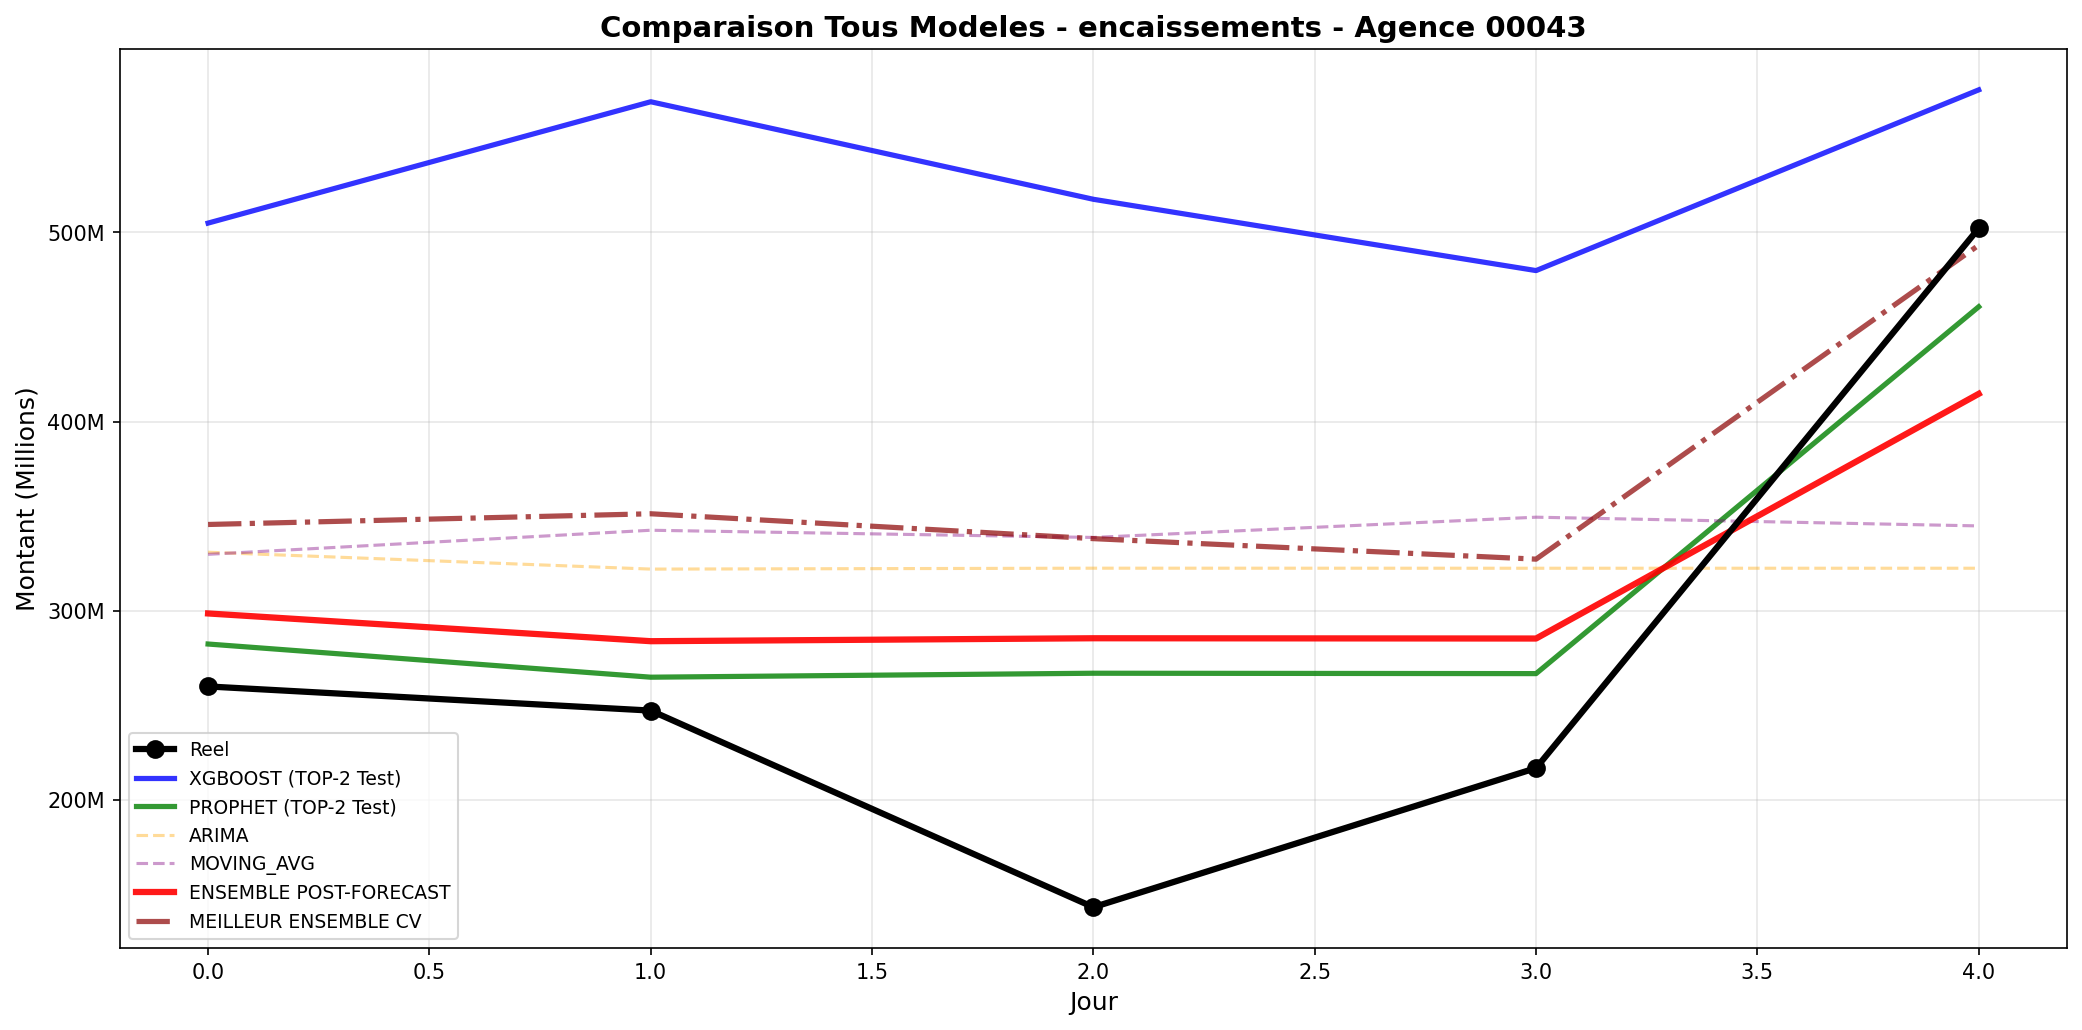 Comparaison Tous Modeles - encaissements - Agence 00043
Montant (Millions)
500M
400M
300M
200M
Reel
XGBOOST (TOP-2 Test)
PROPHET (TOP-2 Test)
ARIMA
MOVING_AVG
ENSEMBLE POST-FORECAST
MEILLEUR ENSEMBLE CV
0.0 0.5 1.0 1.5 2.0 2.5 3.0 3.5 4.0
Jour